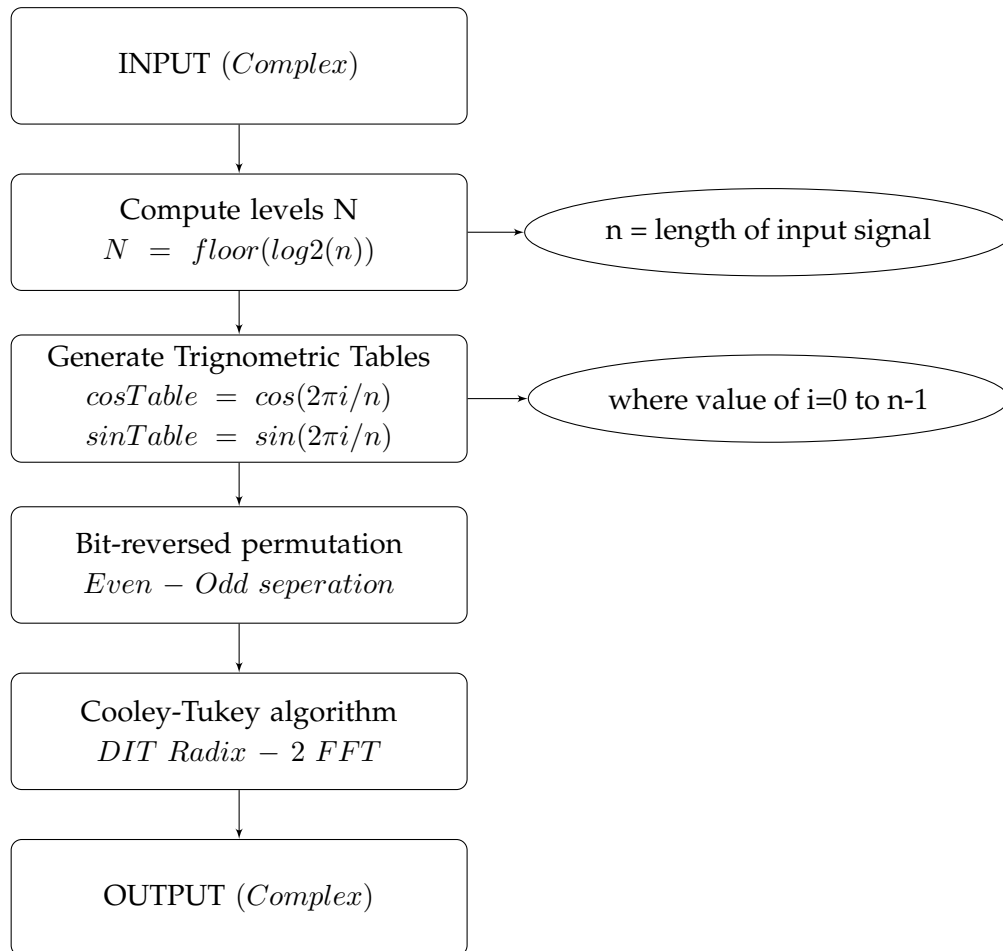 INPUT (Complex)
Compute levels N
N = floor(log2(n))
n = length of input signal
Generate Trignometric Tables
cosTable = cos(2πi/n)
sinTable = sin(2πi/n)
where value of i=0 to n-1
Bit-reversed permutation
Even − Odd seperation
Cooley-Tukey algorithm
DIT Radix − 2 FFT
OUTPUT (Complex)